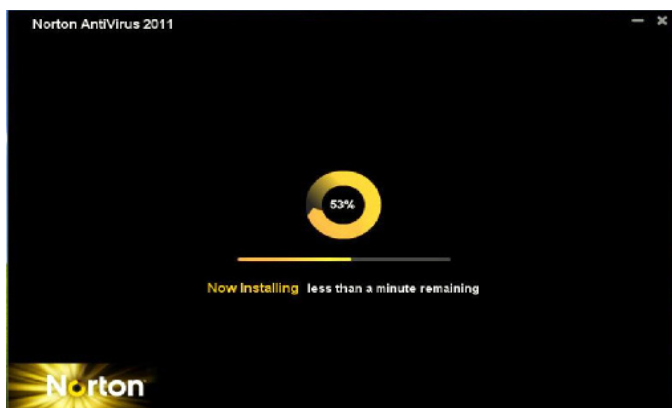 Norton AntiVirus 2011
53%
Now Installing less than a minute remaining
Norton